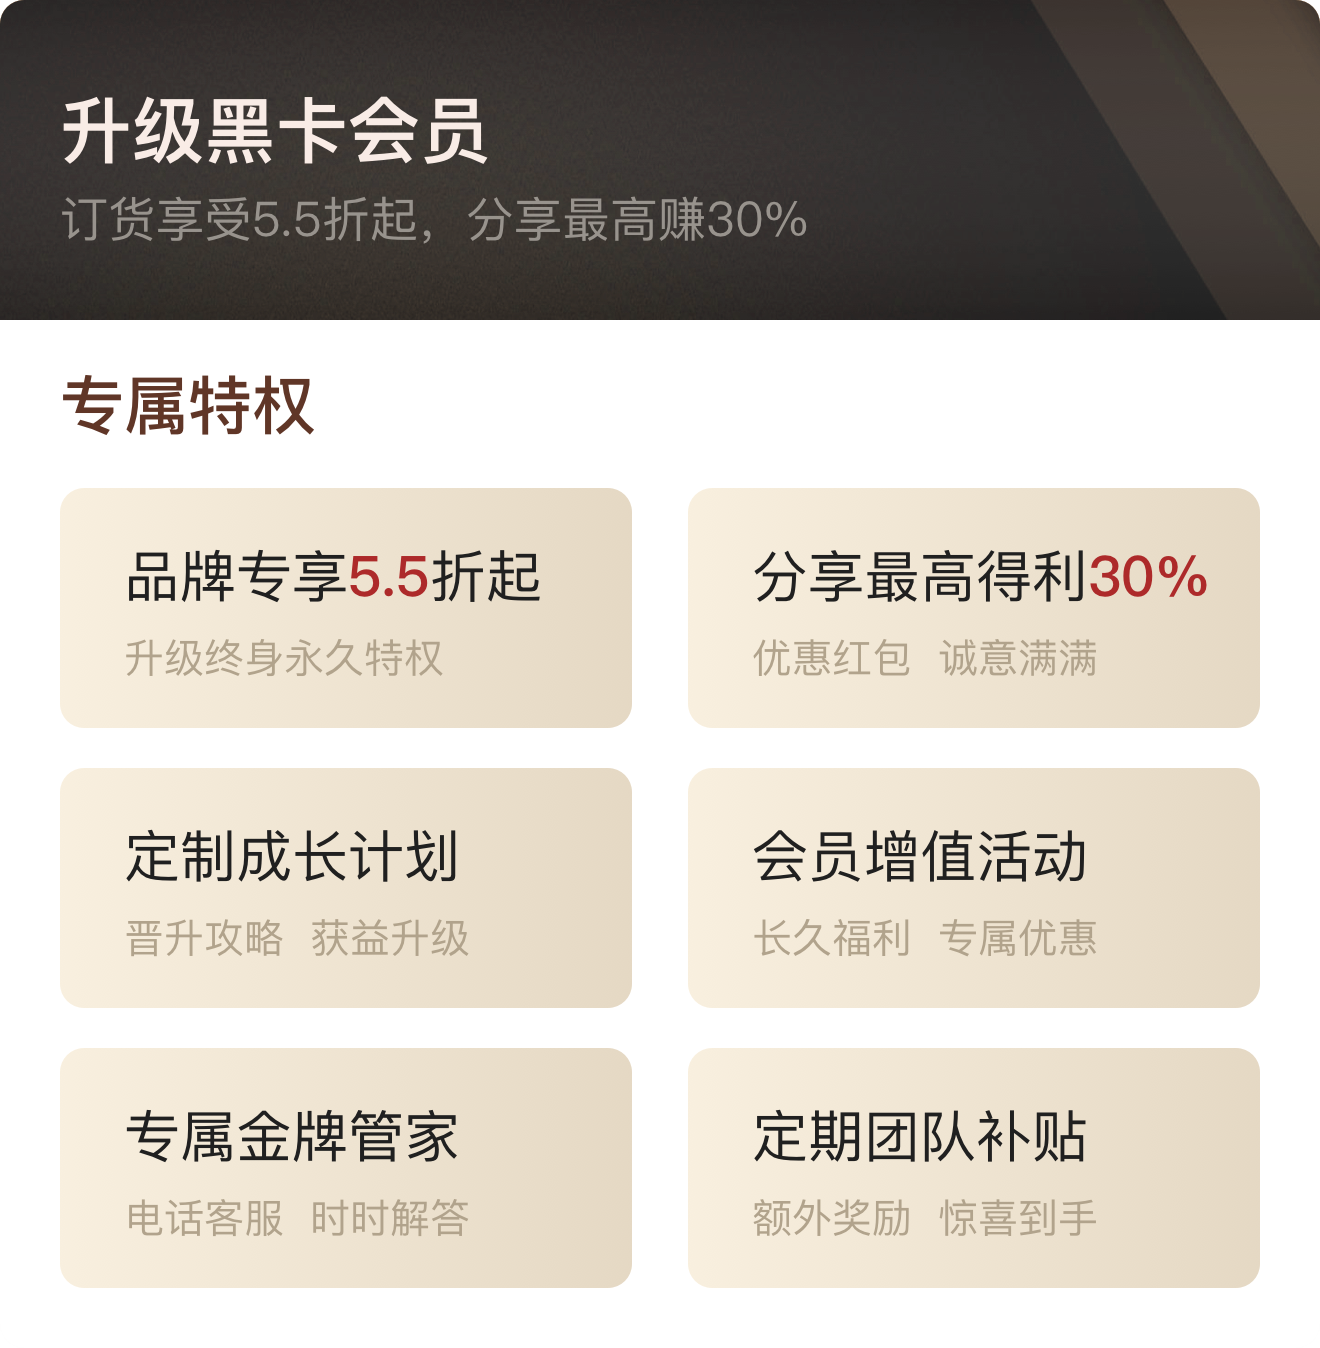 升级黑卡会员
订货享受5.5折起，分享最高赚30%
专属特权
品牌专享5.5折起
升级终身永久特权
分享最高得利30%
优惠红包 诚意满满
定制成长计划
晋升攻略 获益升级
会员增值活动
长久福利 专属优惠
专属金牌管家
电话客服 时时解答
定期团队补贴
额外奖励 惊喜到手